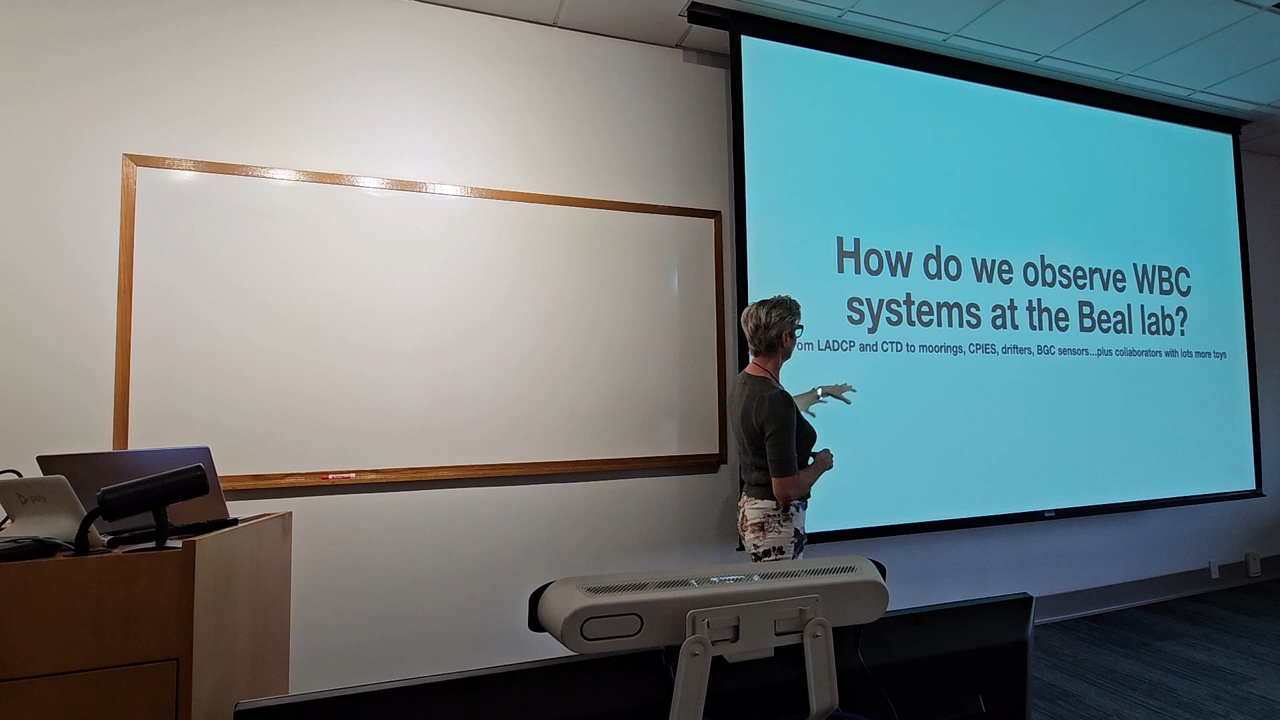 How do we observe WBC
systems at the Beal lab?
om LADCP and CTD to moorings, CPIES, drifters, BGC sensors...plus collaborators with lots more toys
poly